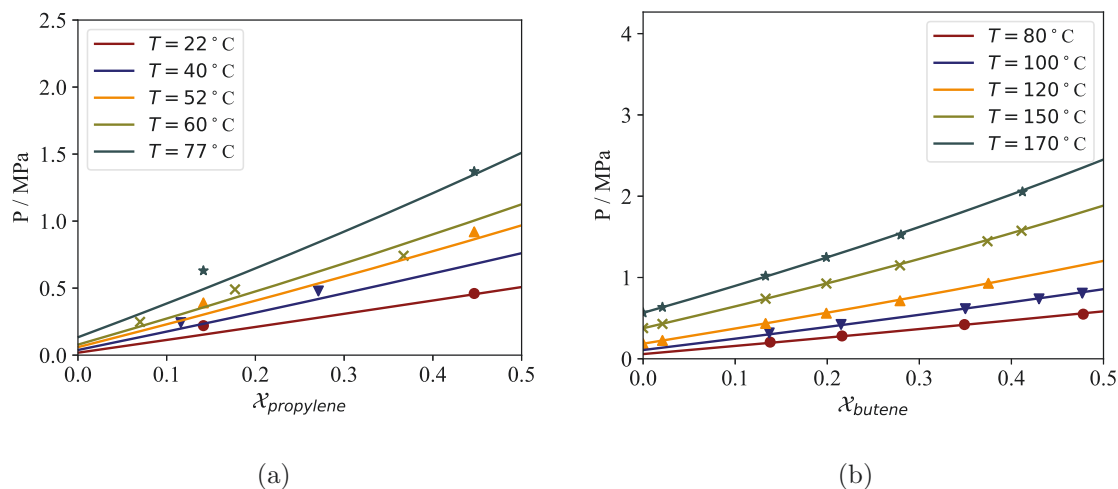 2.5
2.0
1.5
1.0
0.5
0.0
P / MPa
T = 22 °C
T = 40 °C
T = 52 °C
T = 60 °C
T = 77 °C
0.0 0.1 0.2 0.3 0.4 0.5
𝒳propylene
(a)
4
3
2
1
0
P / MPa
T = 80 °C
T = 100 °C
T = 120 °C
T = 150 °C
T = 170 °C
0.0 0.1 0.2 0.3 0.4 0.5
𝒳butene
(b)